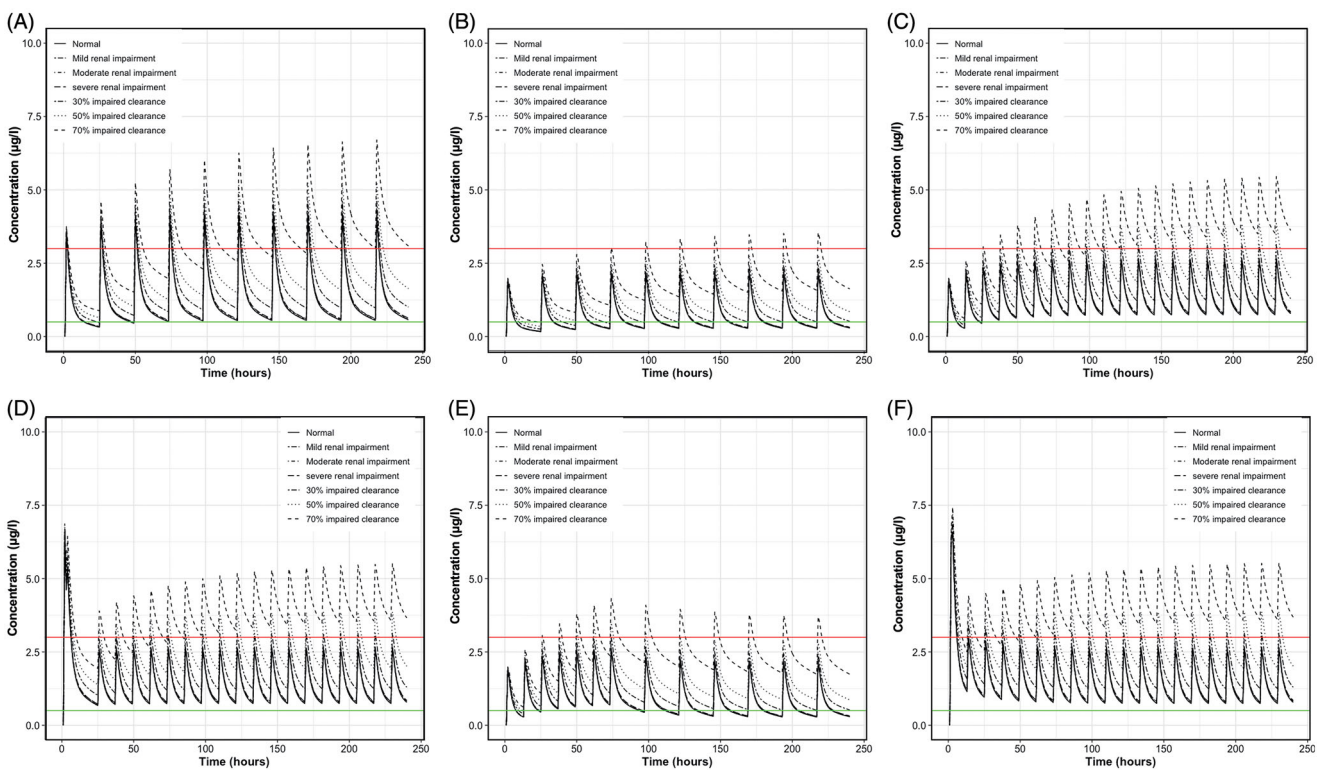 (A)
10.0
7.5
5.0
2.5
0.0
Concentration (µg/l)
Normal
Mild renal impairment
Moderate renal impairment
severe renal impairment
30% impaired clearance
50% impaired clearance
70% impaired clearance
0 50 100 150 200 250
Time (hours)
(B)
10.0
7.5
5.0
2.5
0.0
Concentration (µg/l)
Normal
Mild renal impairment
Moderate renal impairment
severe renal impairment
30% impaired clearance
50% impaired clearance
70% impaired clearance
0 50 100 150 200 250
Time (hours)
(C)
10.0
7.5
5.0
2.5
0.0
Concentration (µg/l)
Normal
Mild renal impairment
Moderate renal impairment
severe renal impairment
30% impaired clearance
50% impaired clearance
70% impaired clearance
0 50 100 150 200 250
Time (hours)
(D)
10.0
7.5
5.0
2.5
0.0
Concentration (µg/l)
Normal
Mild renal impairment
Moderate renal impairment
severe renal impairment
30% impaired clearance
50% impaired clearance
70% impaired clearance
0 50 100 150 200 250
Time (hours)
(E)
10.0
7.5
5.0
2.5
0.0
Concentration (µg/l)
Normal
Mild renal impairment
Moderate renal impairment
severe renal impairment
30% impaired clearance
50% impaired clearance
70% impaired clearance
0 50 100 150 200 250
Time (hours)
(F)
10.0
7.5
5.0
2.5
0.0
Concentration (µg/l)
Normal
Mild renal impairment
Moderate renal impairment
severe renal impairment
30% impaired clearance
50% impaired clearance
70% impaired clearance
0 50 100 150 200 250
Time (hours)